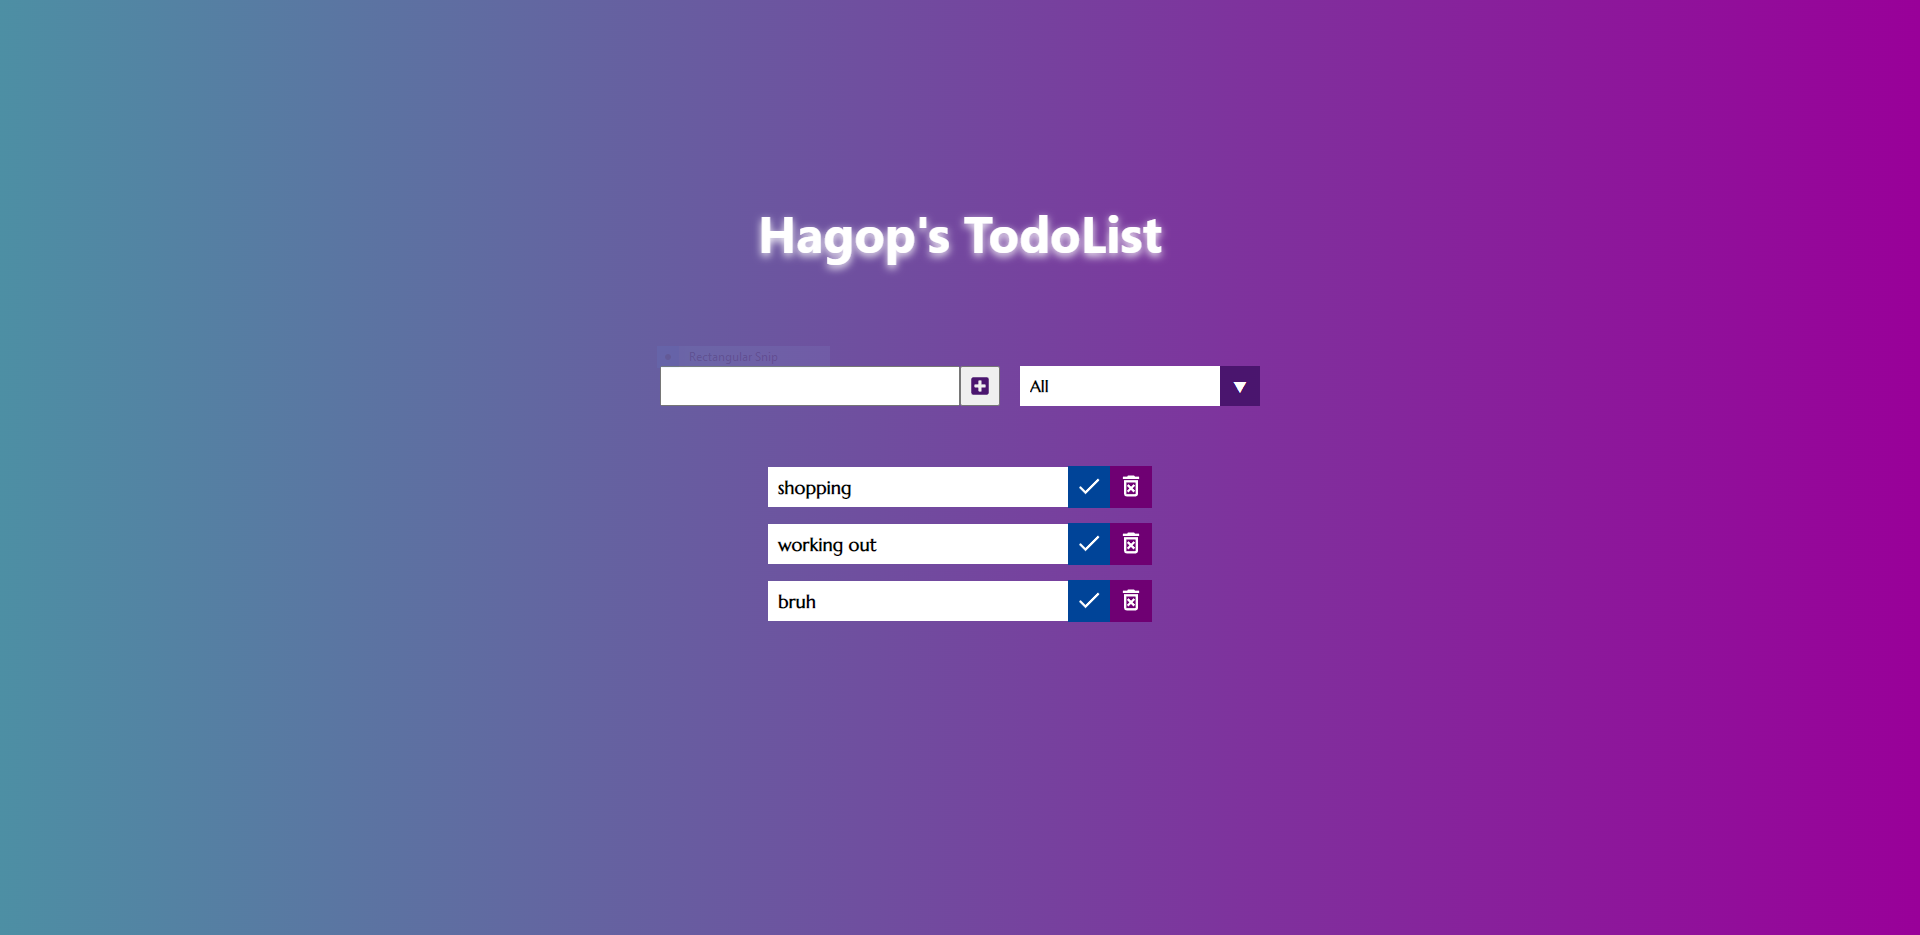 Hagop's TodoList
Rectangular Snip
All
shopping
working out
bruh